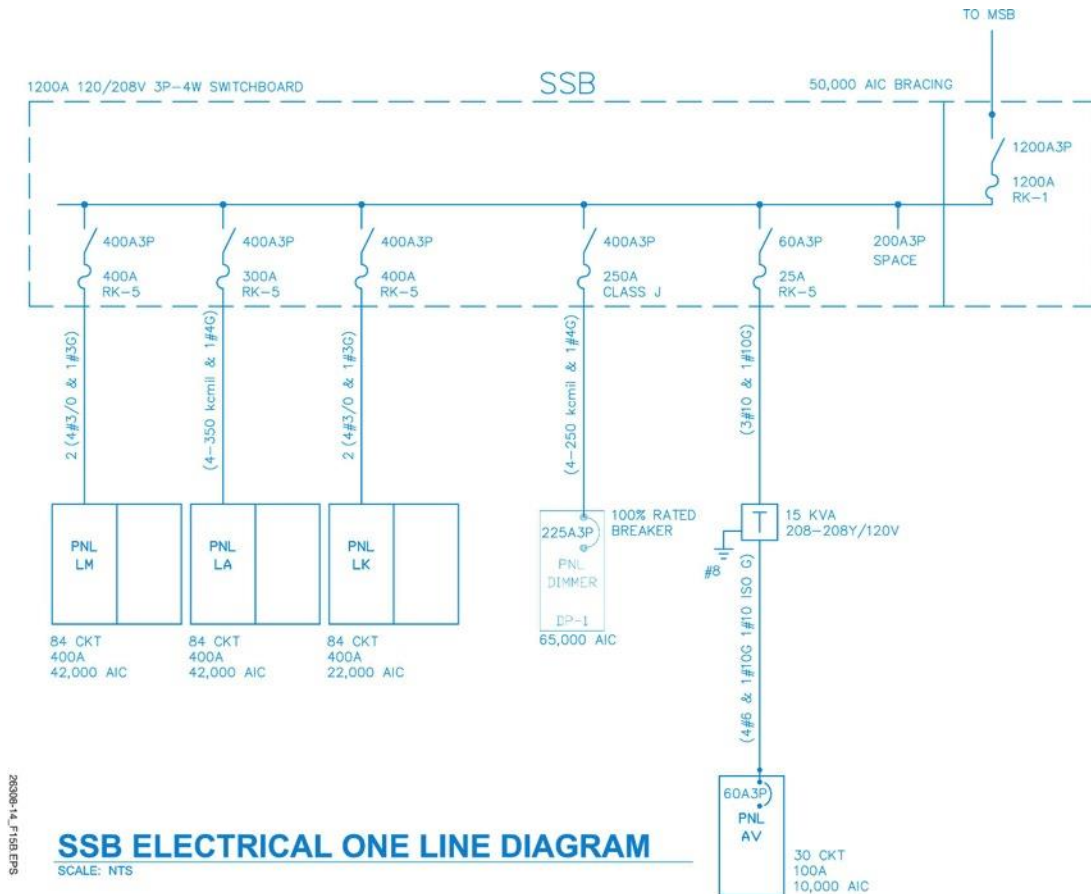 TO MSB
1200A 120/208V 3P-4W SWITCHBOARD
SSB
50,000 AIC BRACING
1200A3P
1200A
RK-1
400A3P
400A
RK-5
400A3P
300A
RK-5
400A3P
400A
RK-5
400A3P
250A
CLASS J
60A3P
25A
RK-5
200A3P
SPACE
2 (4#3/0 & 1#3G)
(4-350 kcmil & 1#4G)
2 (4#3/0 & 1#3G)
(4-250 kcmil & 1#4G)
(3#10 & 1#10G)
PNL
LM
84 CKT
400A
42,000 AIC
PNL
LA
84 CKT
400A
42,000 AIC
PNL
LK
84 CKT
400A
22,000 AIC
100% RATED
BREAKER
225A3P
PNL
DIMMER
DP-1
65,000 AIC
T
15 KVA
208-208Y/120V
#8
(4#6 & 1#10G 1#10 ISO G)
60A3P
PNL
AV
30 CKT
100A
10,000 AIC
SSB ELECTRICAL ONE LINE DIAGRAM
SCALE: NTS
26308-14_F15B.EPS